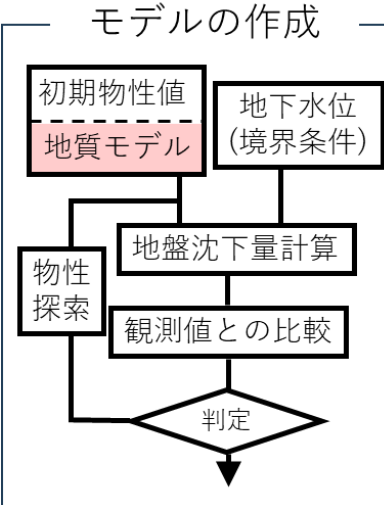 モデルの作成
初期物性値
地質モデル
地下水位
(境界条件)
地盤沈下量計算
物性
探索
観測値との比較
判定